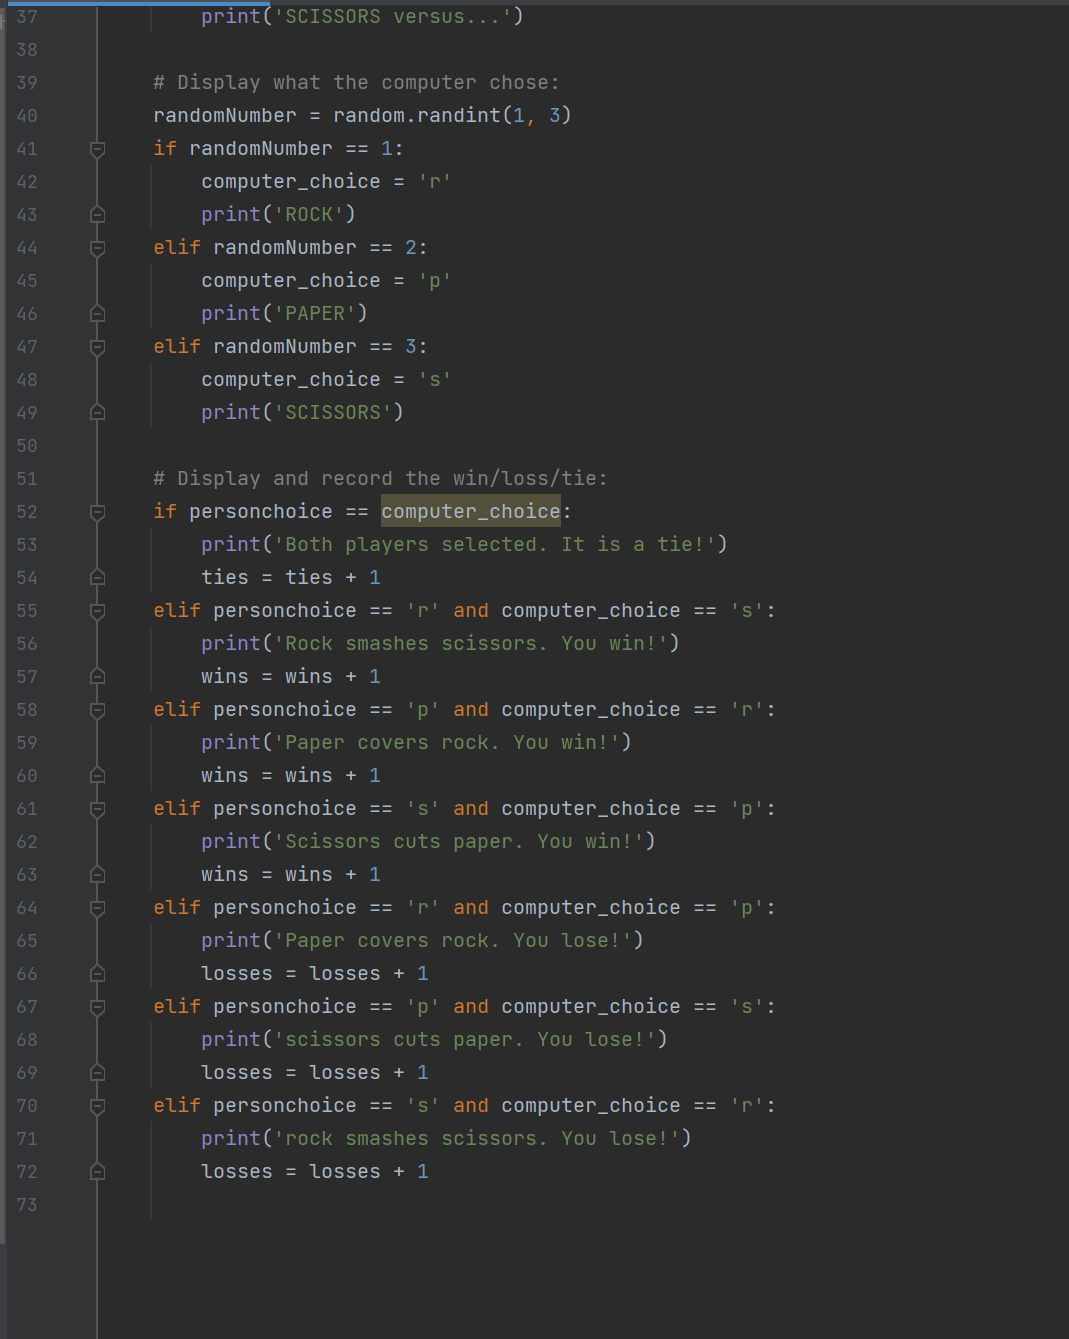 37 print('SCISSORS versus...')
38
39 # Display what the computer chose:
40 randomNumber = random.randint(1, 3)
41 if randomNumber == 1:
42 computer_choice = 'r'
43 print('ROCK')
44 elif randomNumber == 2:
45 computer_choice = 'p'
46 print('PAPER')
47 elif randomNumber == 3:
48 computer_choice = 's'
49 print('SCISSORS')
50
51 # Display and record the win/loss/tie:
52 if personchoice == computer_choice:
53 print('Both players selected. It is a tie!')
54 ties = ties + 1
55 elif personchoice == 'r' and computer_choice == 's':
56 print('Rock smashes scissors. You win!')
57 wins = wins + 1
58 elif personchoice == 'p' and computer_choice == 'r':
59 print('Paper covers rock. You win!')
60 wins = wins + 1
61 elif personchoice == 's' and computer_choice == 'p':
62 print('Scissors cuts paper. You win!')
63 wins = wins + 1
64 elif personchoice == 'r' and computer_choice == 'p':
65 print('Paper covers rock. You lose!')
66 losses = losses + 1
67 elif personchoice == 'p' and computer_choice == 's':
68 print('scissors cuts paper. You lose!')
69 losses = losses + 1
70 elif personchoice == 's' and computer_choice == 'r':
71 print('rock smashes scissors. You lose!')
72 losses = losses + 1
73